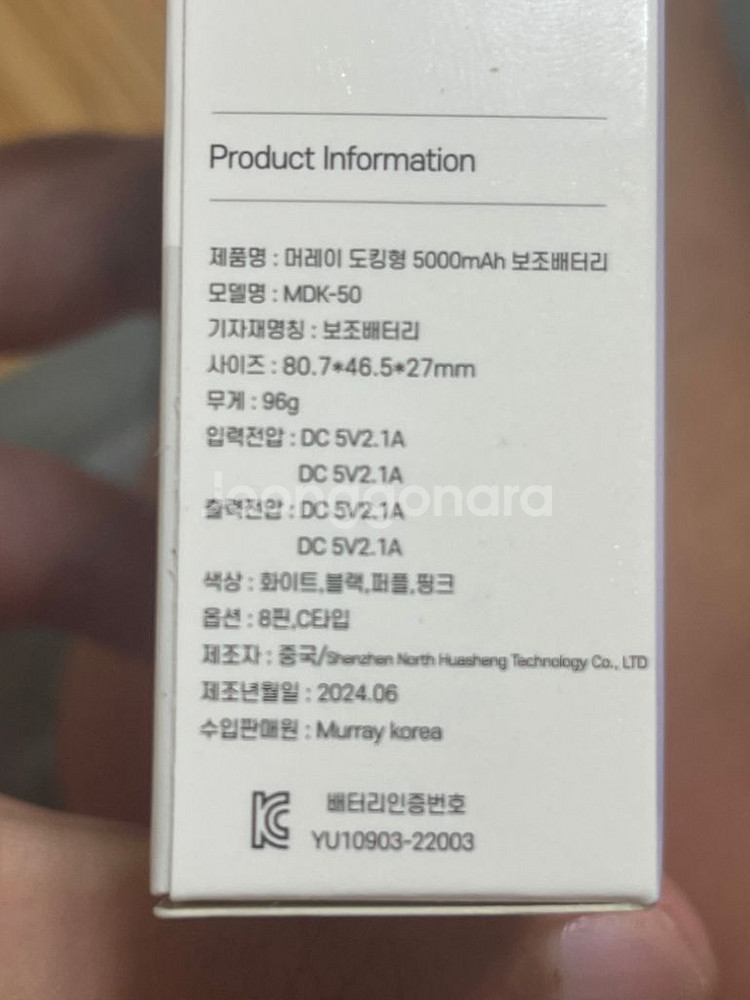 Product Information
제품명 : 머레이 도킹형 5000mAh 보조배터리
모델명 : MDK-50
기자재명칭 : 보조배터리
사이즈 : 80.7*46.5*27mm
무게 : 96g
입력전압 : DC 5V2.1A
DC 5V2.1A
joonggonara
출력전압 : DC 5V2.1A
DC 5V2.1A
색상 : 화이트,블랙,퍼플,핑크
옵션 : 8핀,C타입
제조자 : 중국/Shenzhen North Huasheng Technology Co., LTD
제조년월일 : 2024.06
수입판매원 : Murray korea
배터리인증번호
YU10903-22003